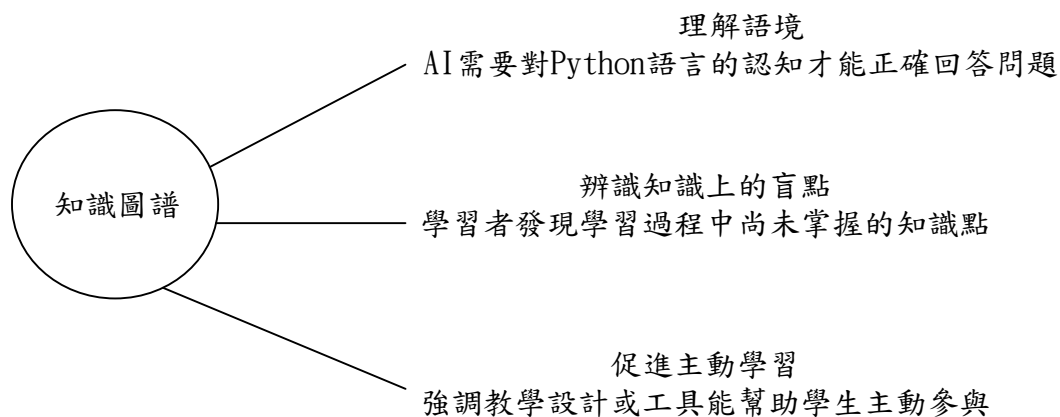 理解語境
AI需要對Python語言的認知才能正確回答問題
知識圖譜
辨識知識上的盲點
學習者發現學習過程中尚未掌握的知識點
促進主動學習
強調教學設計或工具能幫助學生主動參與